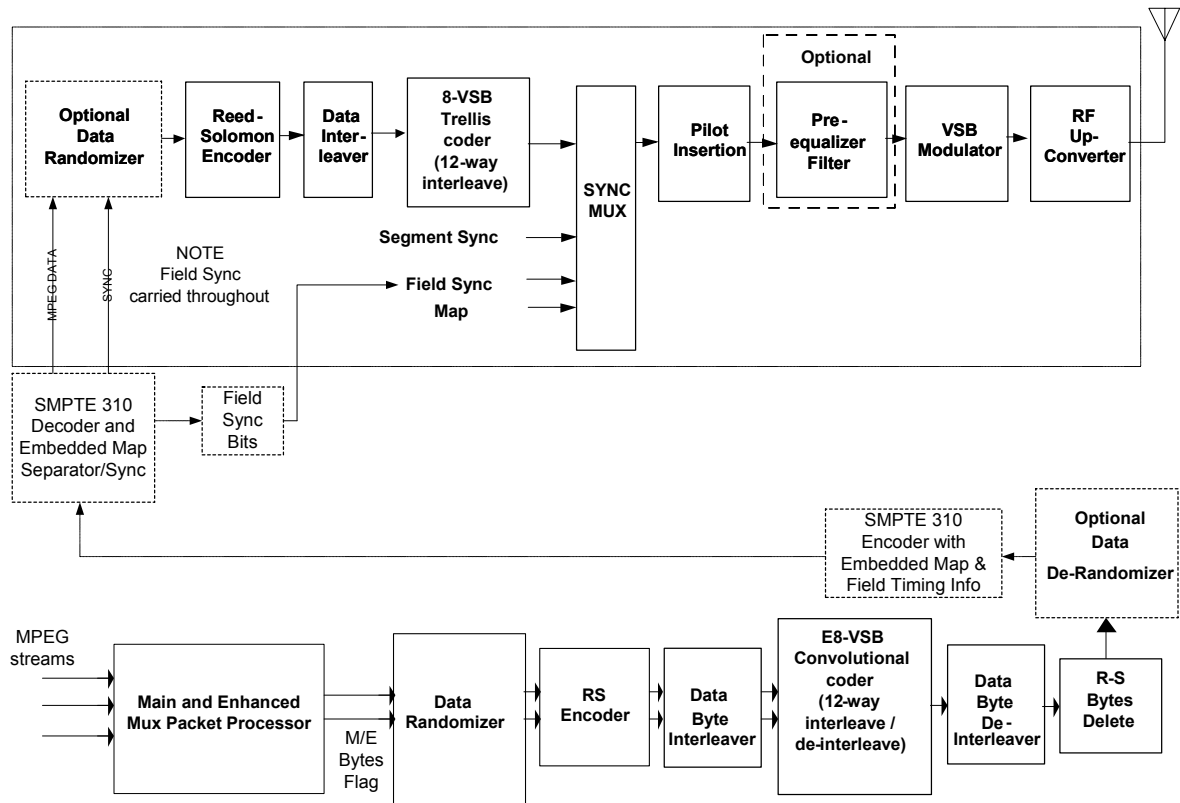 Optional
Data
Randomizer
Reed-
Solomon
Encoder
Data
Inter-
leaver
8-VSB
Trellis
coder
(12-way
interleave)
SYNC
MUX
Pilot
Insertion
Optional
Pre-
equalizer
Filter
VSB
Modulator
RF
Up-
Converter
Segment Sync
Field Sync
Map
MPEG DATA
SYNC
NOTE
Field Sync
carried throughout
SMPTE 310
Decoder and
Embedded Map
Separator/Sync
Field
Sync
Bits
SMPTE 310
Encoder with
Embedded Map &
Field Timing Info
Optional
Data
De-Randomizer
MPEG
streams
Main and Enhanced
Mux Packet Processor
M/E
Bytes
Flag
Data
Randomizer
RS
Encoder
Data
Byte
Interleaver
E8-VSB
Convolutional
coder
(12-way
interleave /
de-interleave)
Data
Byte
De-
Interleaver
R-S
Bytes
Delete